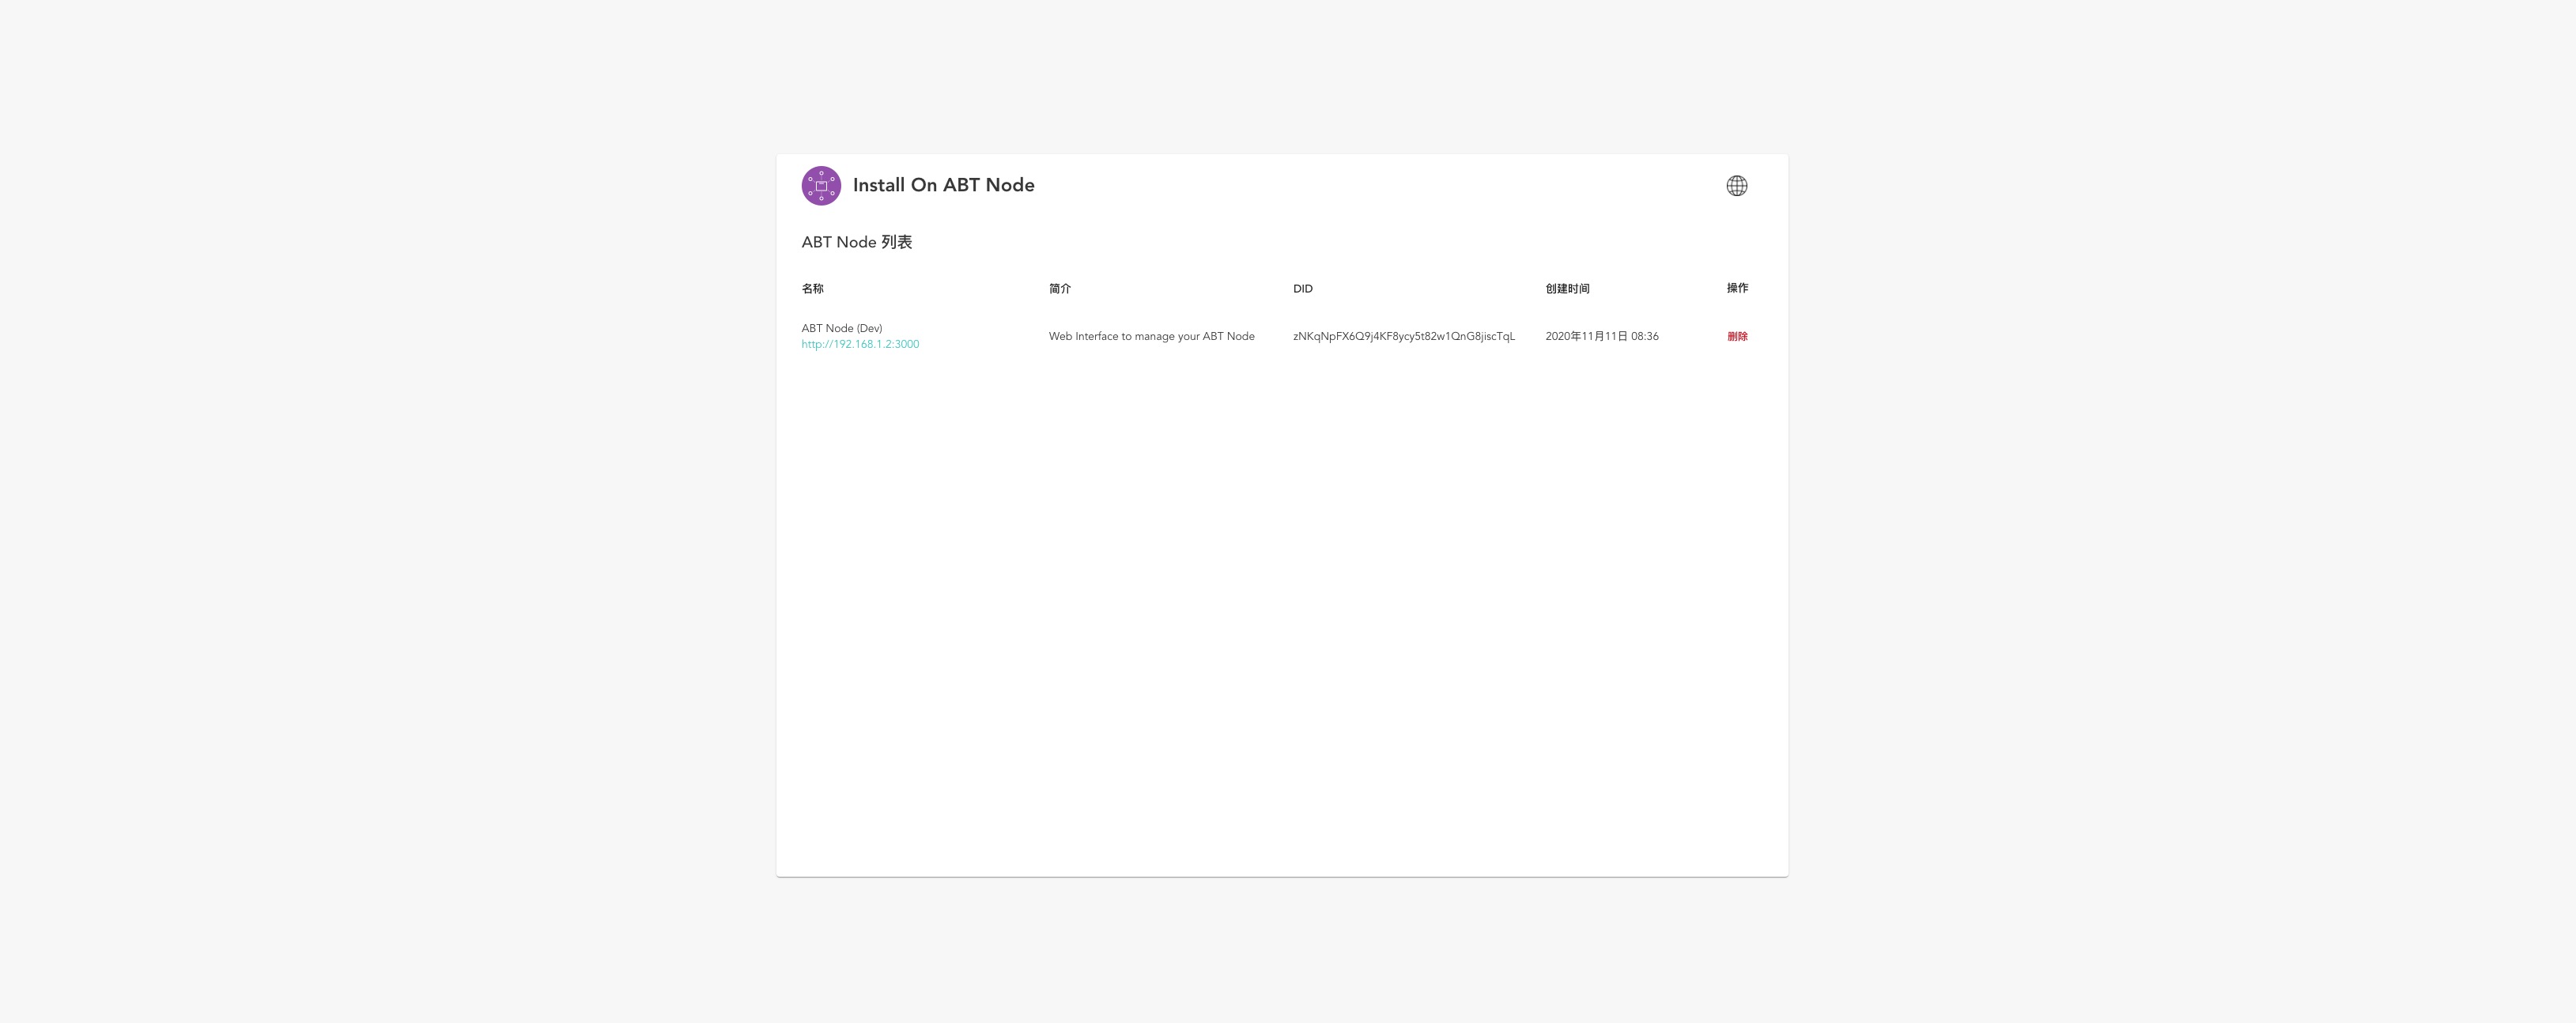 Install On ABT Node
ABT Node 列表
名称 简介 DID 创建时间 操作
ABT Node (Dev)
http://192.168.1.2:3000
Web Interface to manage your ABT Node zNKqNpFX6Q9j4KF8ycy5t82w1QnG8jiscTqL 2020年11月11日 08:36 删除